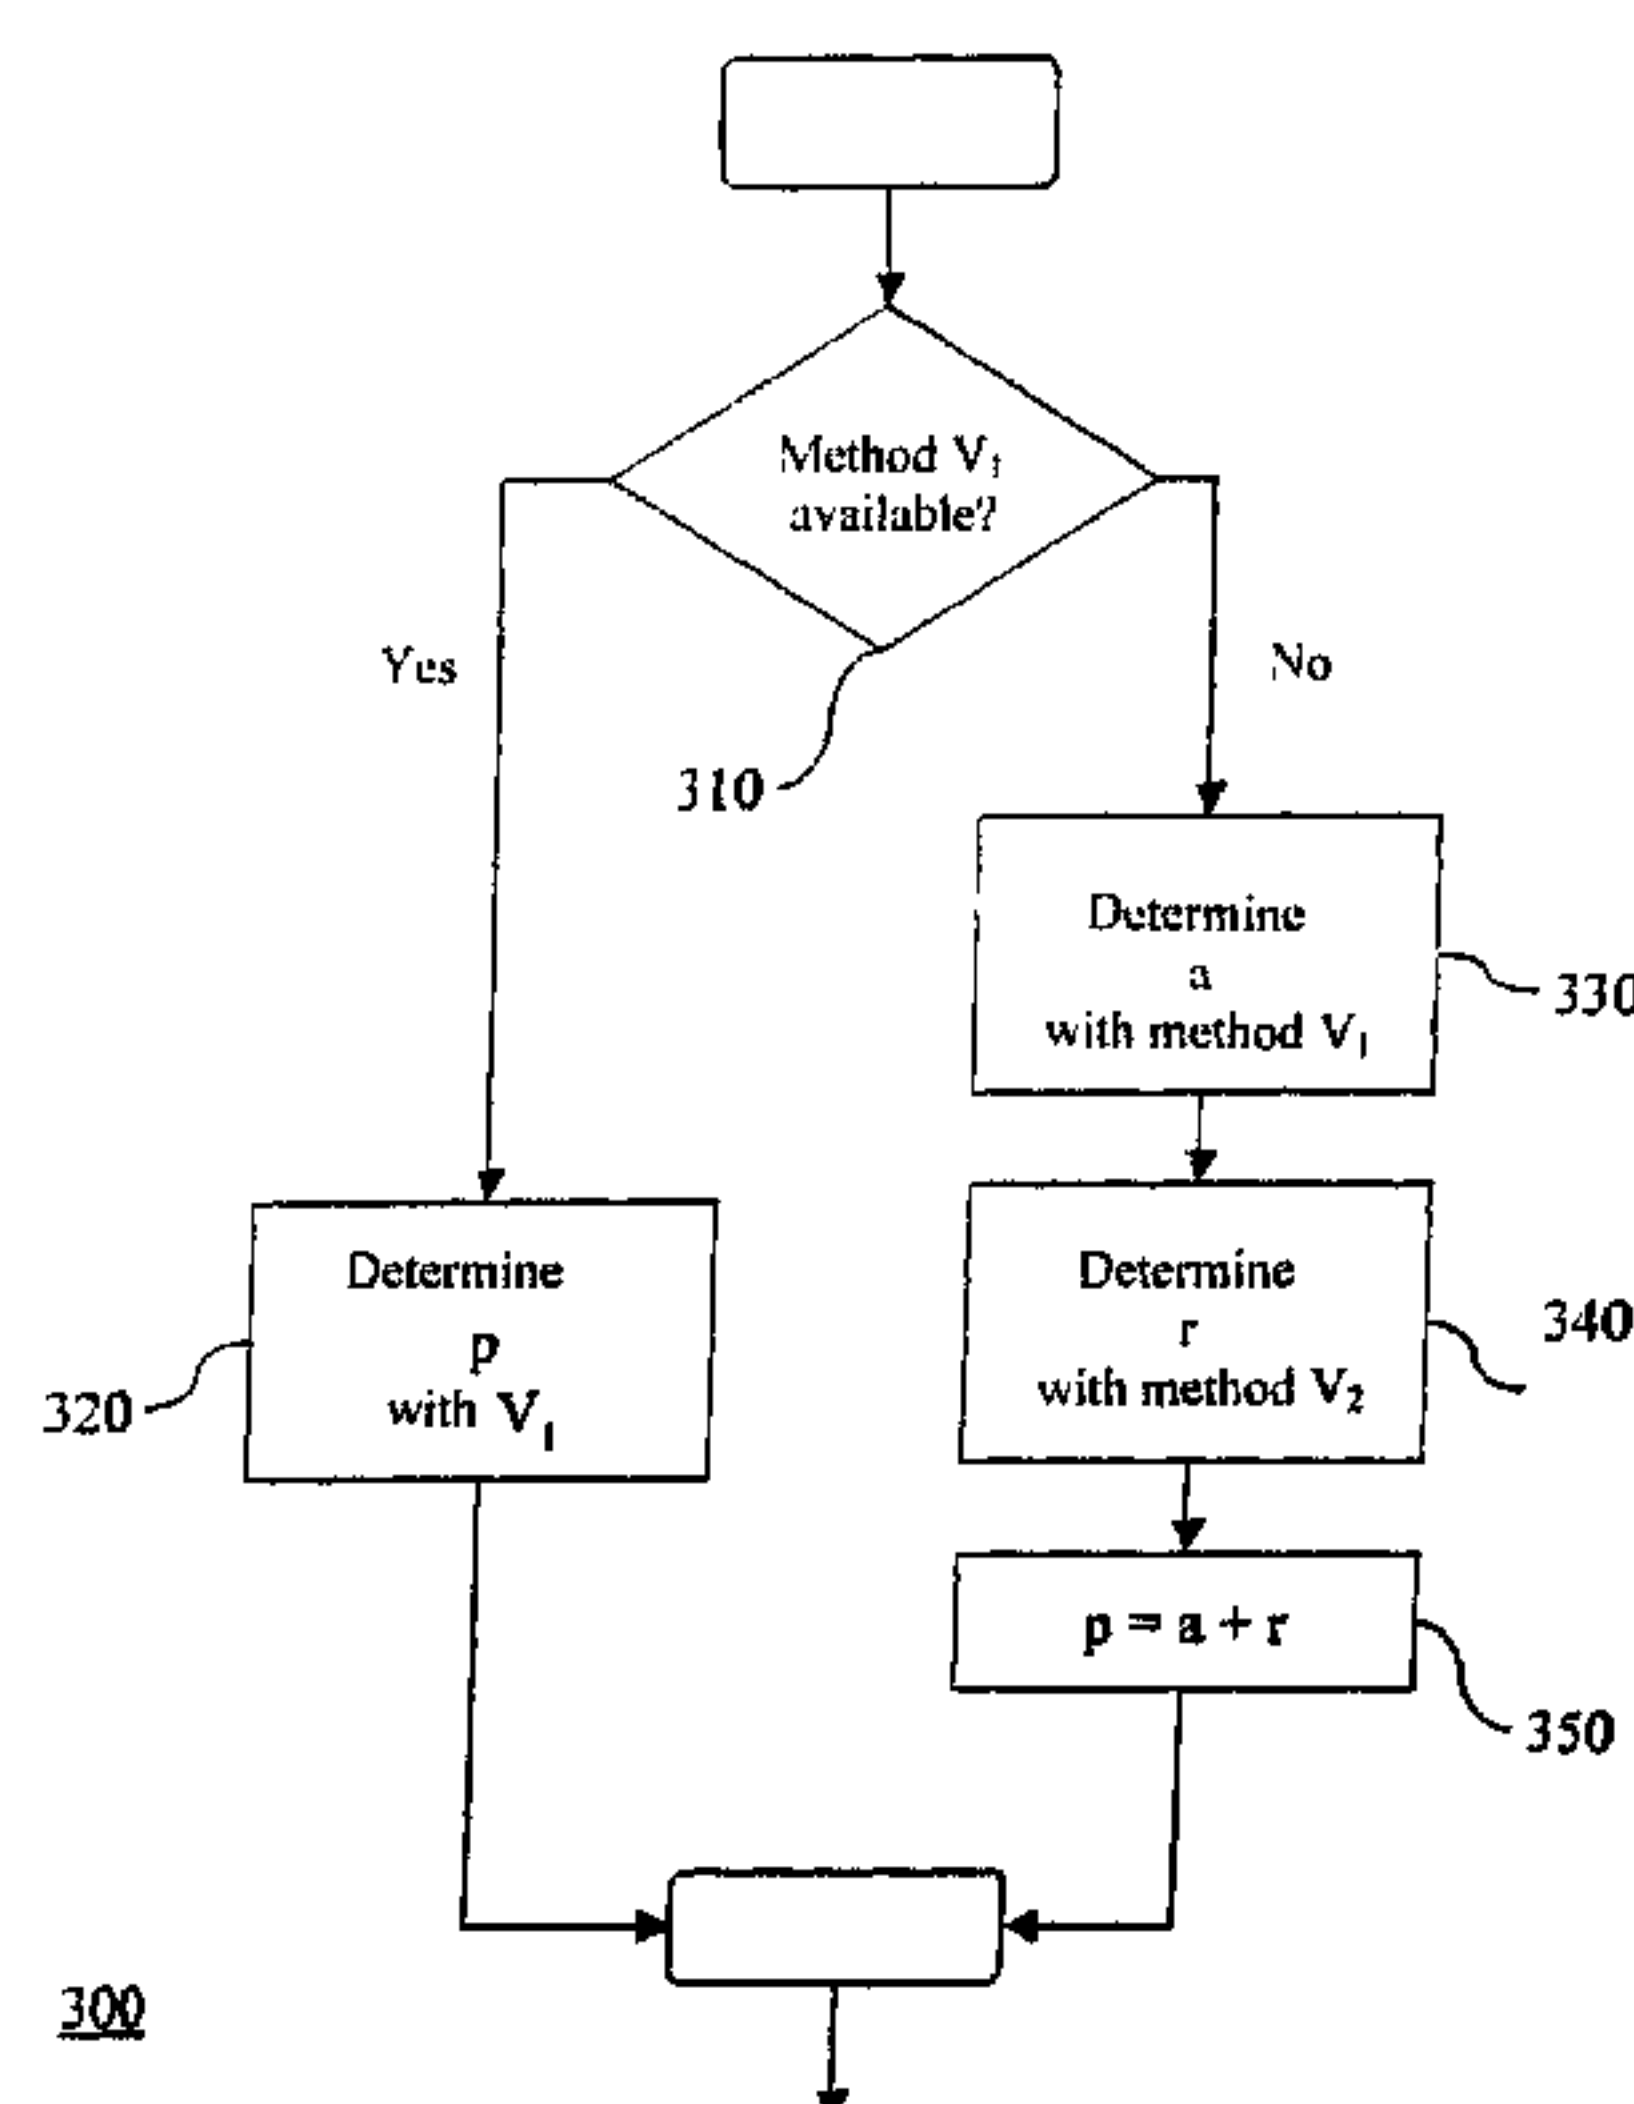 Method V₁
available?
Yes
No
310
Determine
a
with method V₁
330
Determine
p
with V₁
320
Determine
r
with method V₂
340
p = a + r
350
300